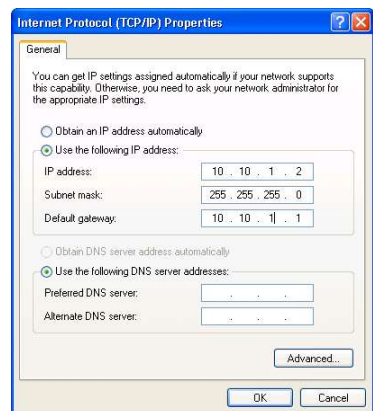 Internet Protocol (TCP/IP) Properties
General
You can get IP settings assigned automatically if your network supports
this capability. Otherwise, you need to ask your network administrator for
the appropriate IP settings.
Obtain an IP address automatically
Use the following IP address:
IP address: 10 . 10 . 1 . 2
Subnet mask: 255 . 255 . 255 . 0
Default gateway: 10 . 10 . 1 . 1
Obtain DNS server address automatically
Use the following DNS server addresses:
Preferred DNS server: . . .
Alternate DNS server: . . .
Advanced...
OK Cancel